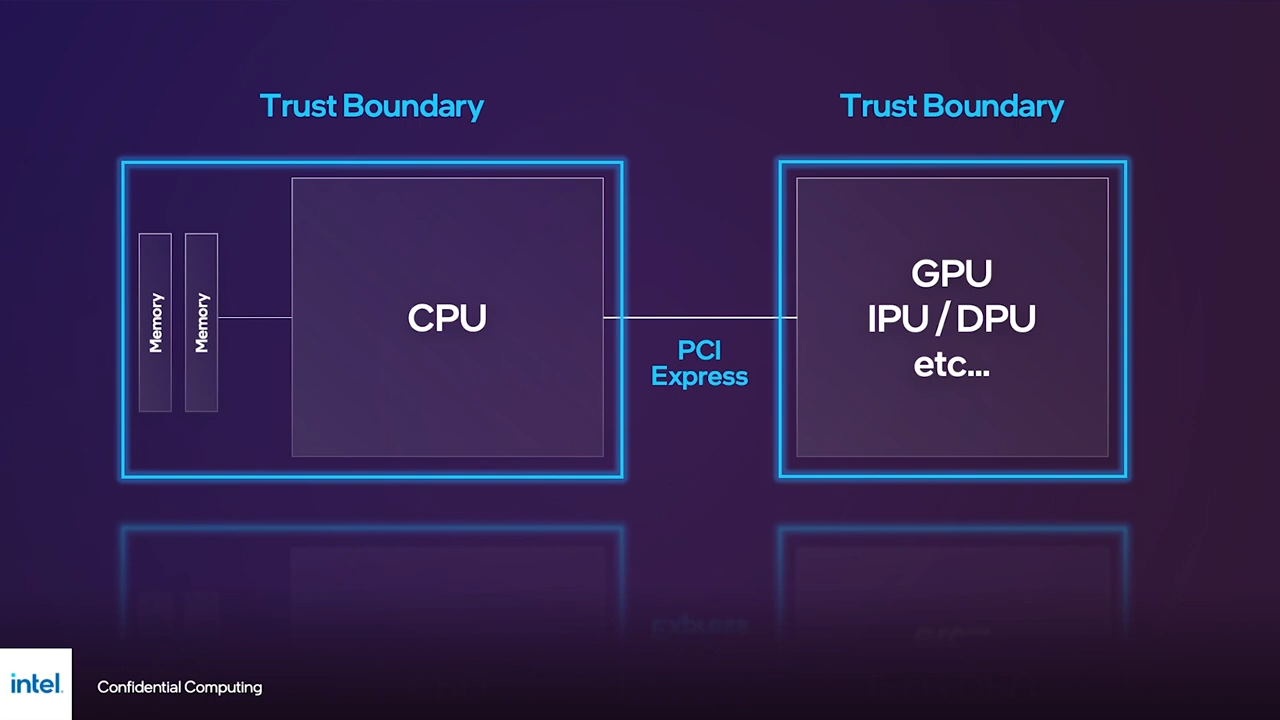 Trust Boundary
Trust Boundary
Memory
Memory
CPU
PCI
Express
GPU
IPU / DPU
etc...
intel.
Confidential Computing